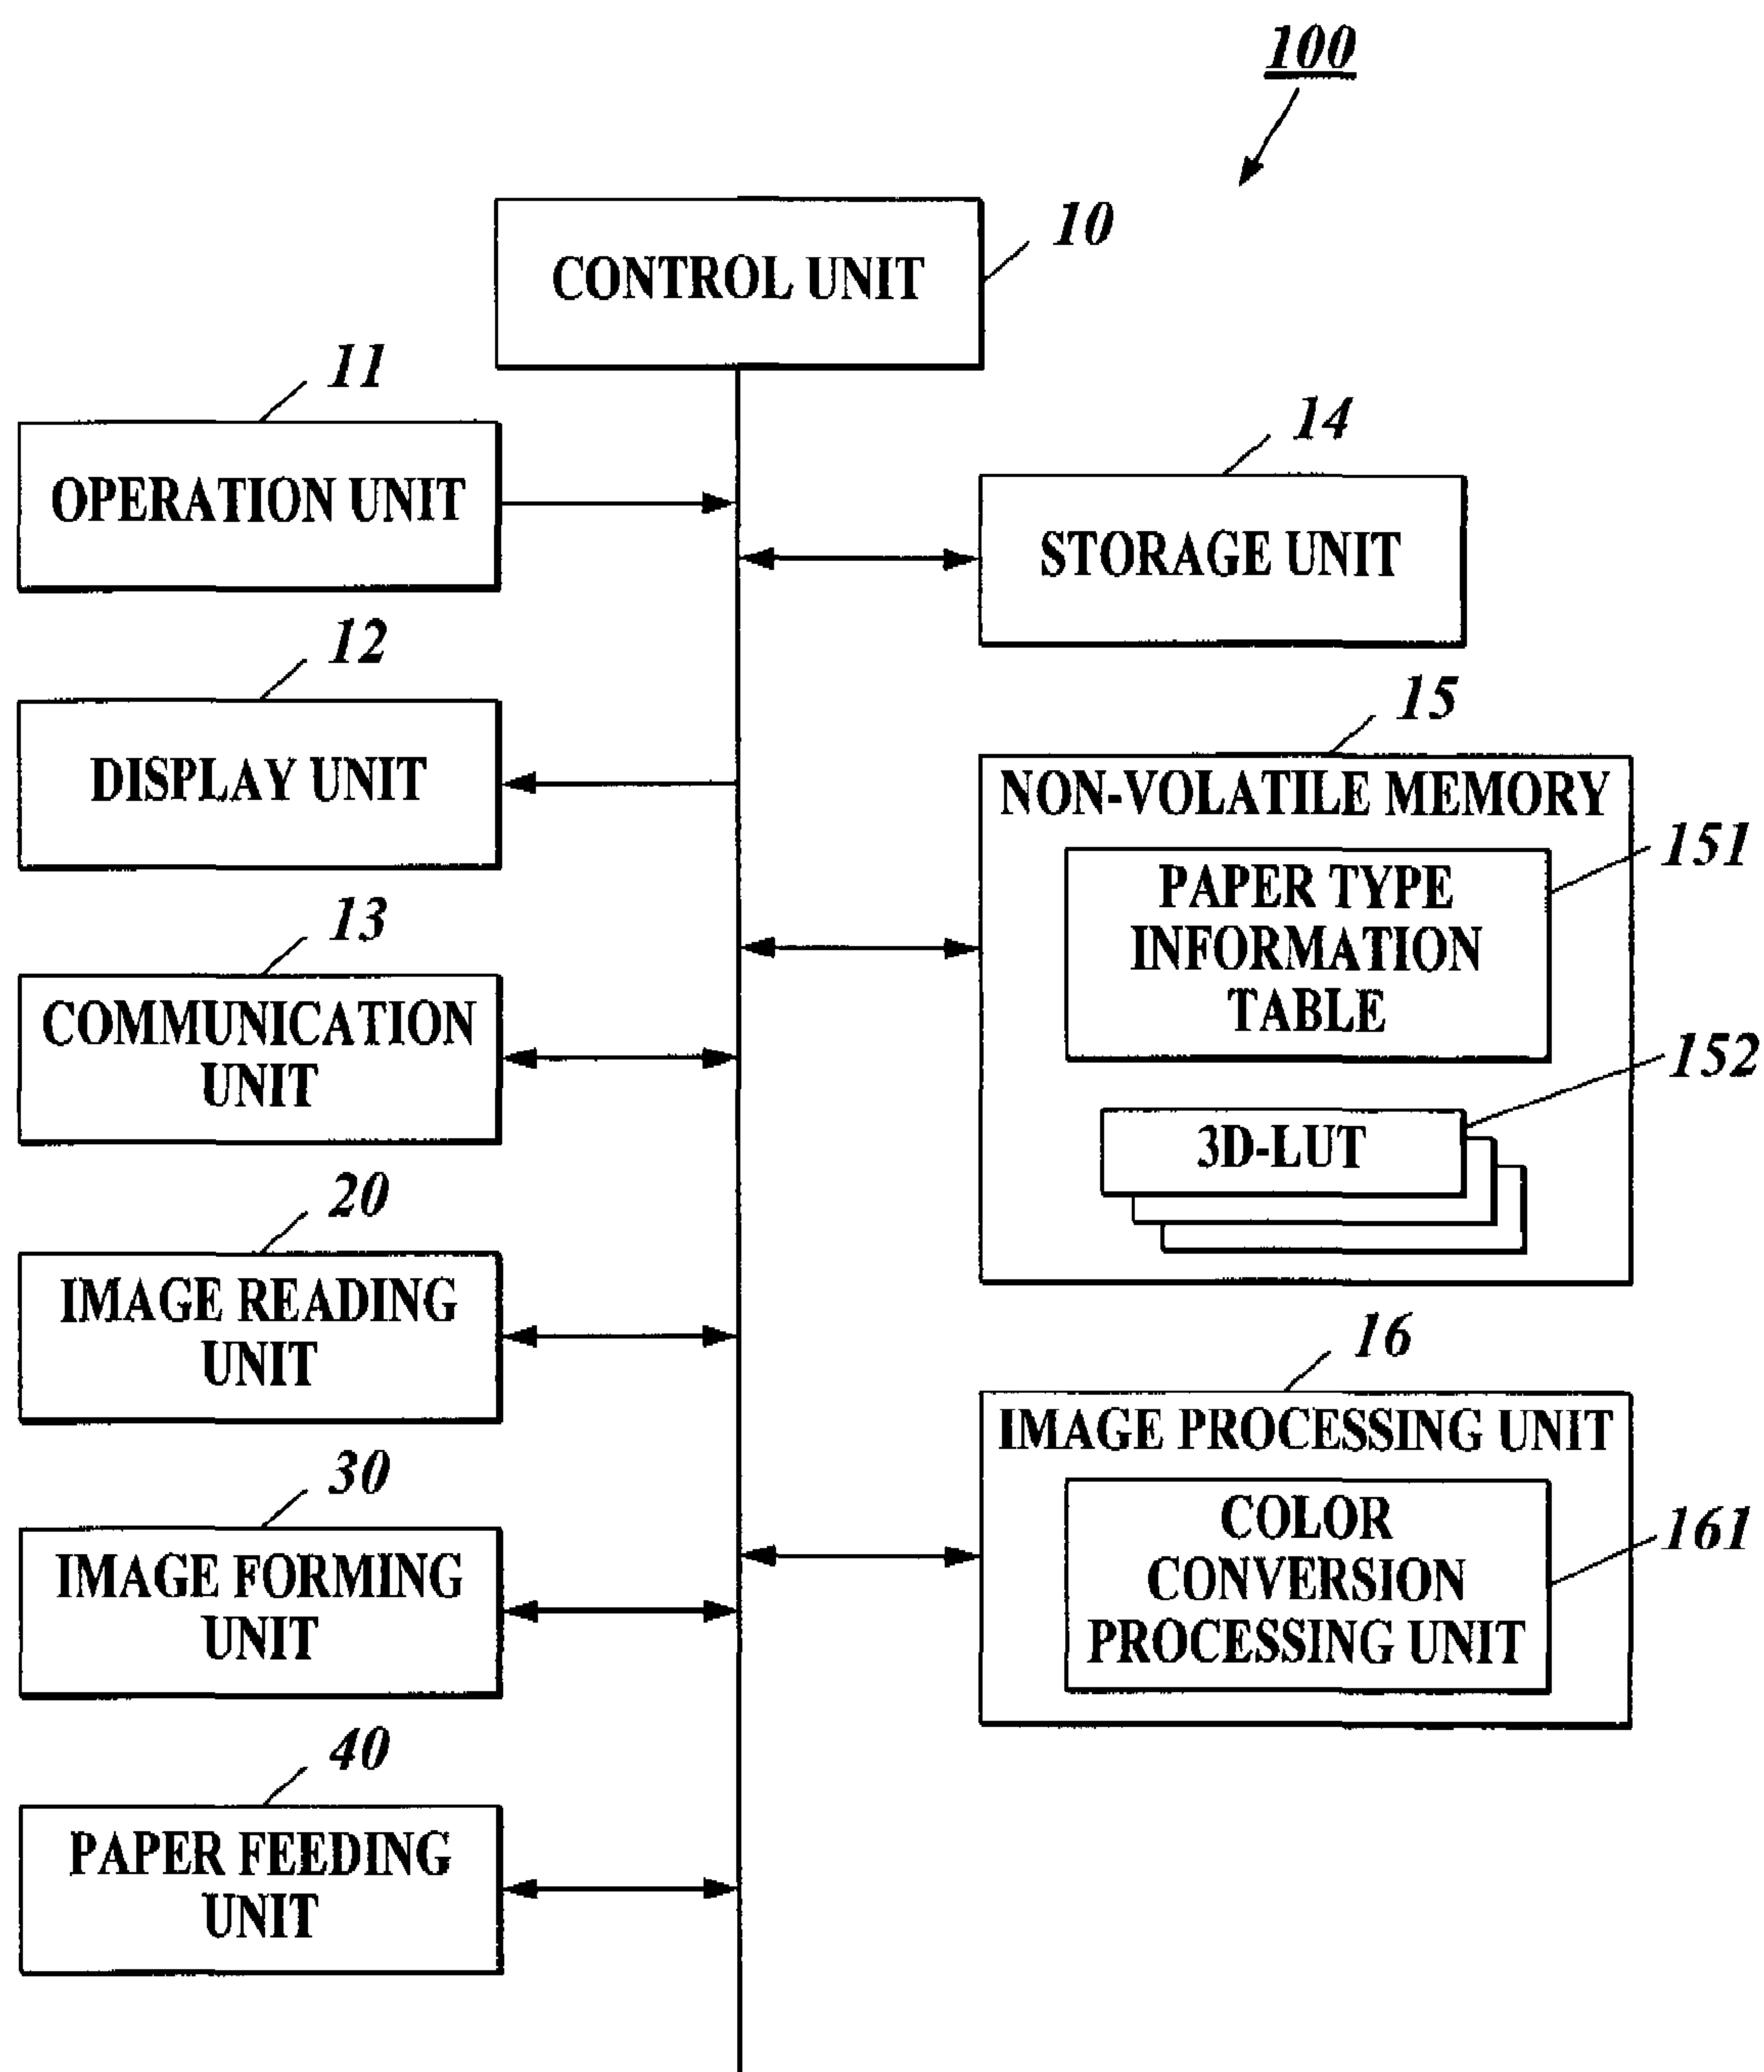 100
CONTROL UNIT
10
11
OPERATION UNIT
14
STORAGE UNIT
12
DISPLAY UNIT
15
NON-VOLATILE MEMORY
151
PAPER TYPE
INFORMATION
TABLE
152
3D-LUT
13
COMMUNICATION
UNIT
20
IMAGE READING
UNIT
16
IMAGE PROCESSING UNIT
COLOR
CONVERSION
PROCESSING UNIT
161
30
IMAGE FORMING
UNIT
40
PAPER FEEDING
UNIT